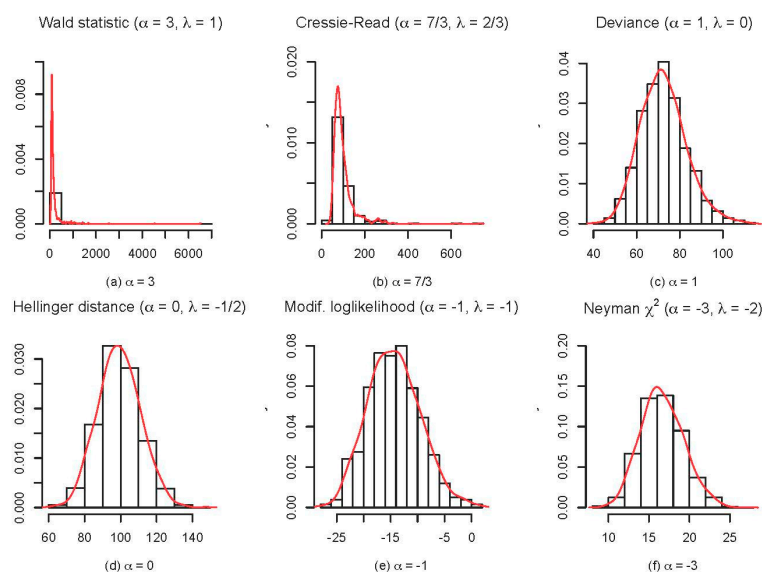 Wald statistic (α = 3, λ = 1)
0.000 0.004 0.008
0 2000 4000 6000
(a) α = 3
Cressie-Read (α = 7/3, λ = 2/3)
0.000 0.010 0.020
0 200 400 600
(b) α = 7/3
Deviance (α = 1, λ = 0)
0.00 0.01 0.02 0.03 0.04
40 60 80 100
(c) α = 1
Hellinger distance (α = 0, λ = -1/2)
0.000 0.010 0.020 0.030
60 80 100 120 140
(d) α = 0
Modif. loglikelihood (α = -1, λ = -1)
0.00 0.02 0.04 0.06 0.08
-25 -15 -5 0
(e) α = -1
Neyman χ² (α = -3, λ = -2)
0.00 0.05 0.10 0.15 0.20
10 15 20 25
(f) α = -3